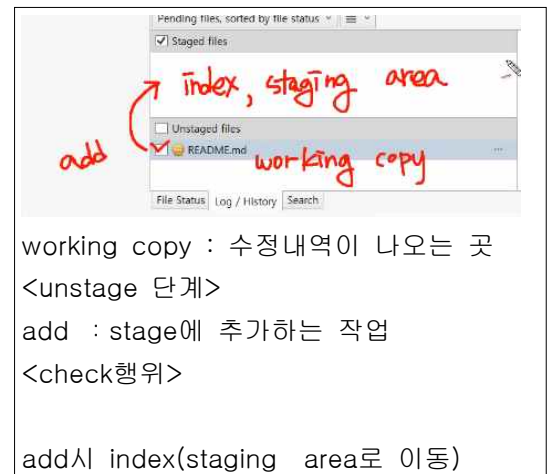 Pending files, sorted by file status
Staged files
index, staging area
Unstaged files
add
README.md
working copy
File Status Log / History Search
working copy : 수정내역이 나오는 곳
<unstage 단계>
add : stage에 추가하는 작업
<check행위>
add시 index(staging area로 이동)